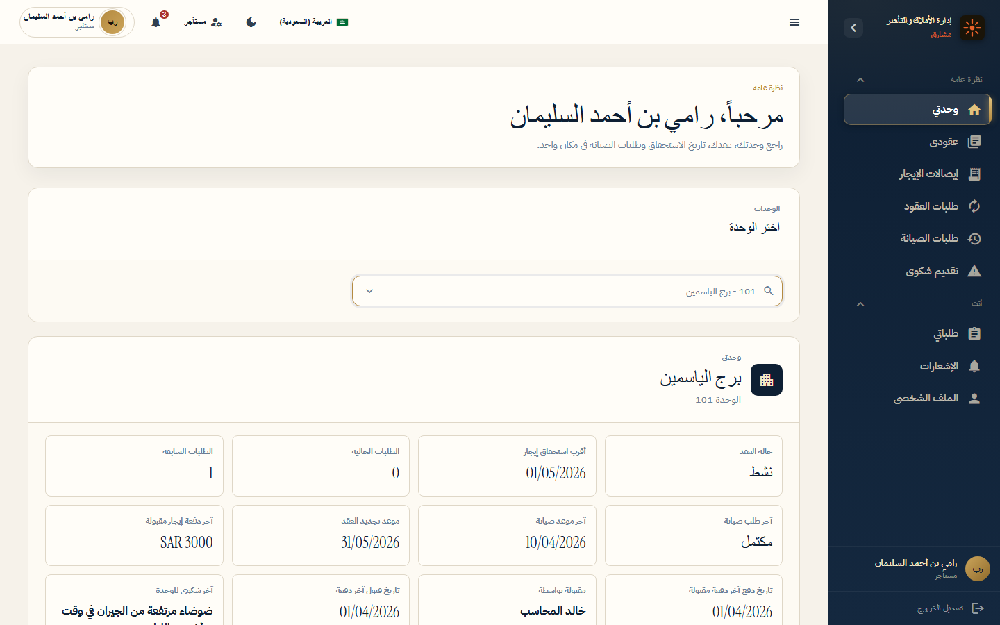 إدارة الأملاك والتأجير
مشارق
نظرة عامة
وحدتي
عقودي
إيصالات الإيجار
طلبات العقود
طلبات الصيانة
تقديم شكوى
أنت
طلباتي
الإشعارات
الملف الشخصي
رامي بن أحمد السليمان
رب
مستأجر
تسجيل الخروج
العربية (السعودية)
مستأجر
3
رب
رامي بن أحمد السليمان
مستأجر
نظرة عامة
مرحباً، رامي بن أحمد السليمان
راجع وحدتك، عقدك، تاريخ الاستحقاق وطلبات الصيانة في مكان واحد.
الوحدات
اختر الوحدة
101 - برج الياسمين
وحدتي
برج الياسمين
الوحدة 101
حالة العقد
نشط
أقرب استحقاق إيجار
01/05/2026
الطلبات الحالية
0
الطلبات السابقة
1
آخر طلب صيانة
مكتمل
آخر موعد صيانة
10/04/2026
موعد تجديد العقد
31/05/2026
آخر دفعة إيجار مقبولة
SAR 3000
تاريخ دفع آخر دفعة مقبولة
01/04/2026
مقبولة بواسطة
خالد المحاسب
تاريخ قبول آخر دفعة
01/04/2026
آخر شكوى للوحدة
ضوضاء مرتفعة من الجيران في وقت